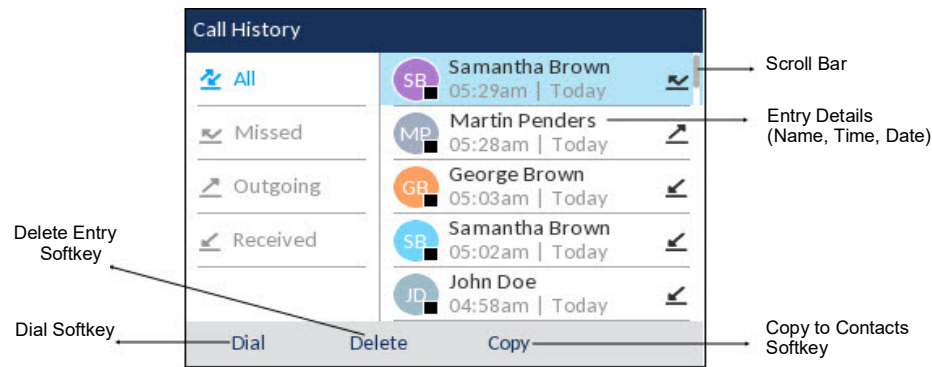 Call History
All
Missed
Outgoing
Received
SB
Samantha Brown
05:29am | Today
MP
Martin Penders
05:28am | Today
GB
George Brown
05:03am | Today
SB
Samantha Brown
05:02am | Today
JD
John Doe
04:58am | Today
Dial
Delete
Copy
Scroll Bar
Entry Details
(Name, Time, Date)
Delete Entry
Softkey
Dial Softkey
Copy to Contacts
Softkey